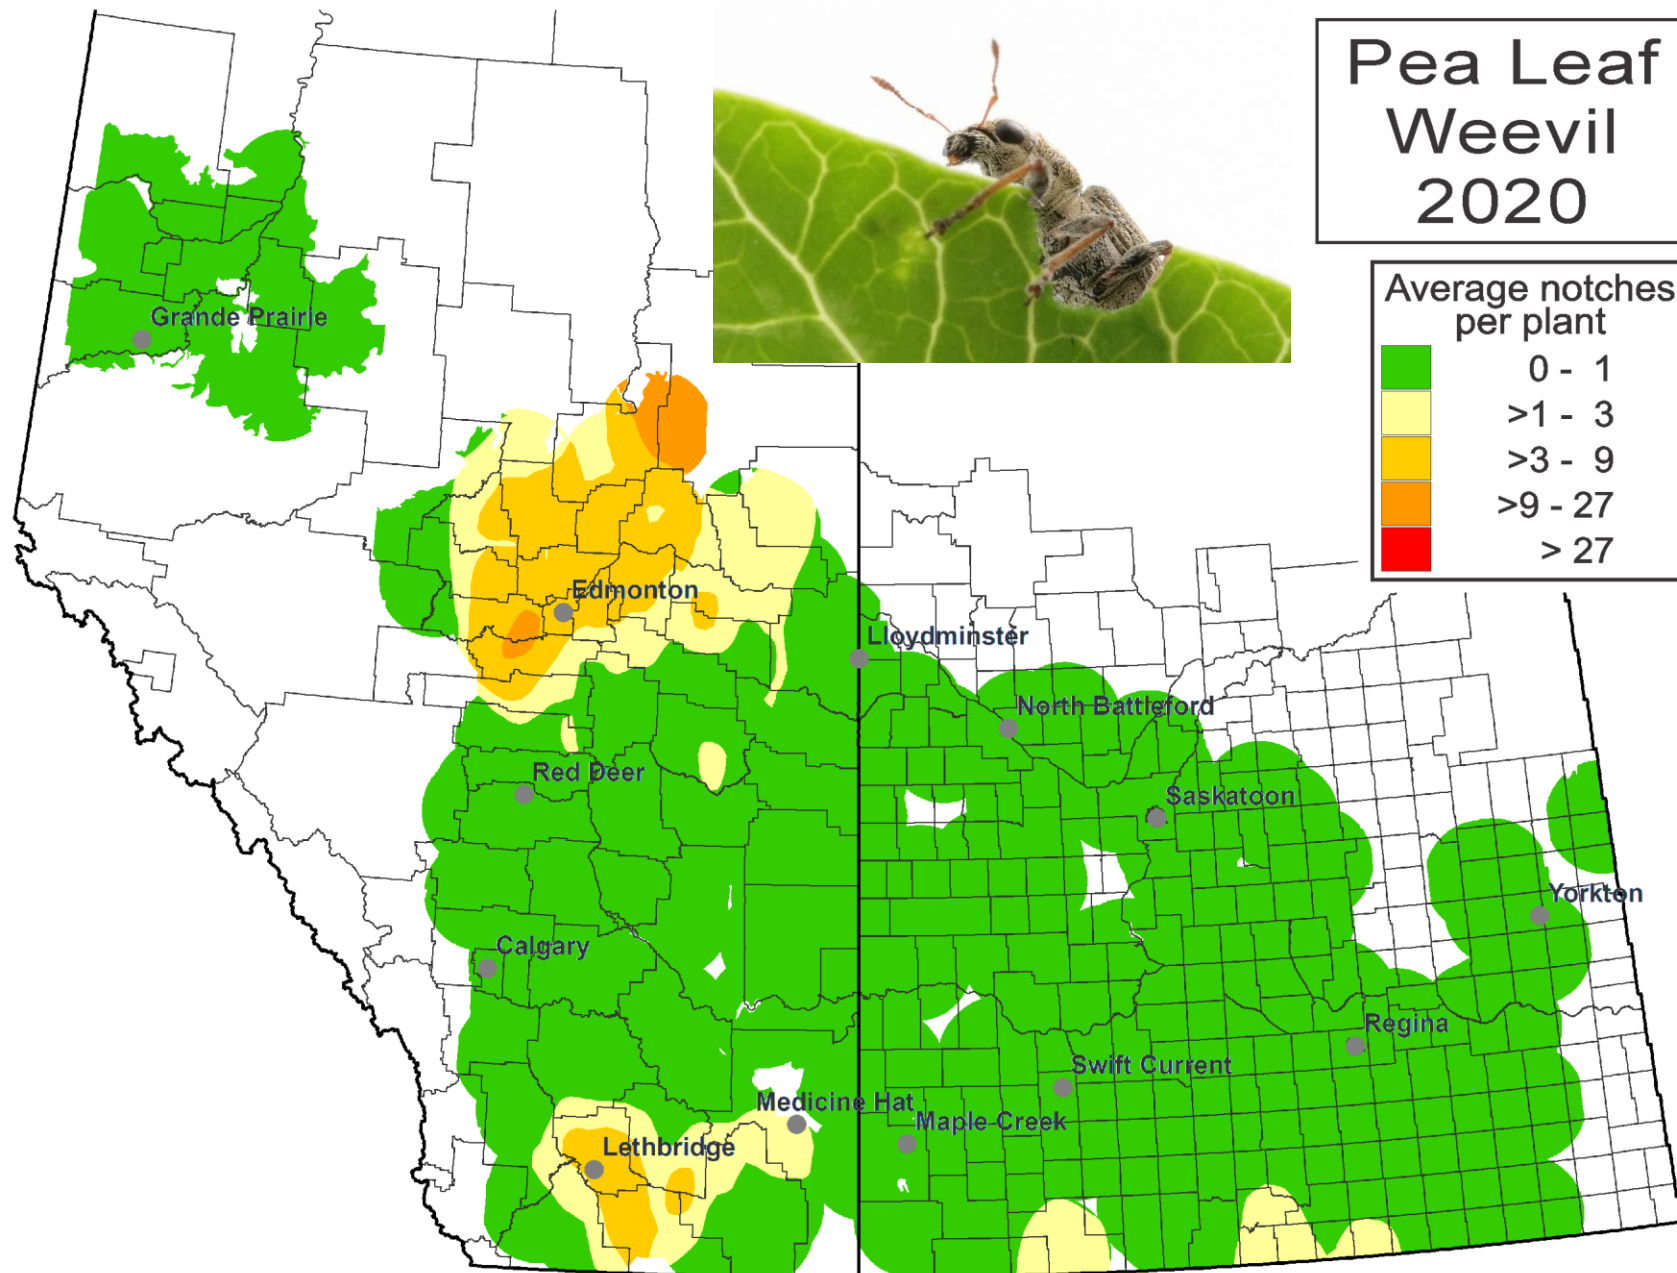 Pea Leaf
Weevil
2020
Average notches
per plant
0 - 1
>1 - 3
>3 - 9
>9 - 27
> 27
Grande Prairie
Edmonton
Lloydminster
North Battleford
Red Deer
Saskatoon
Yorkton
Calgary
Regina
Swift Current
Medicine Hat
Maple Creek
Lethbridge